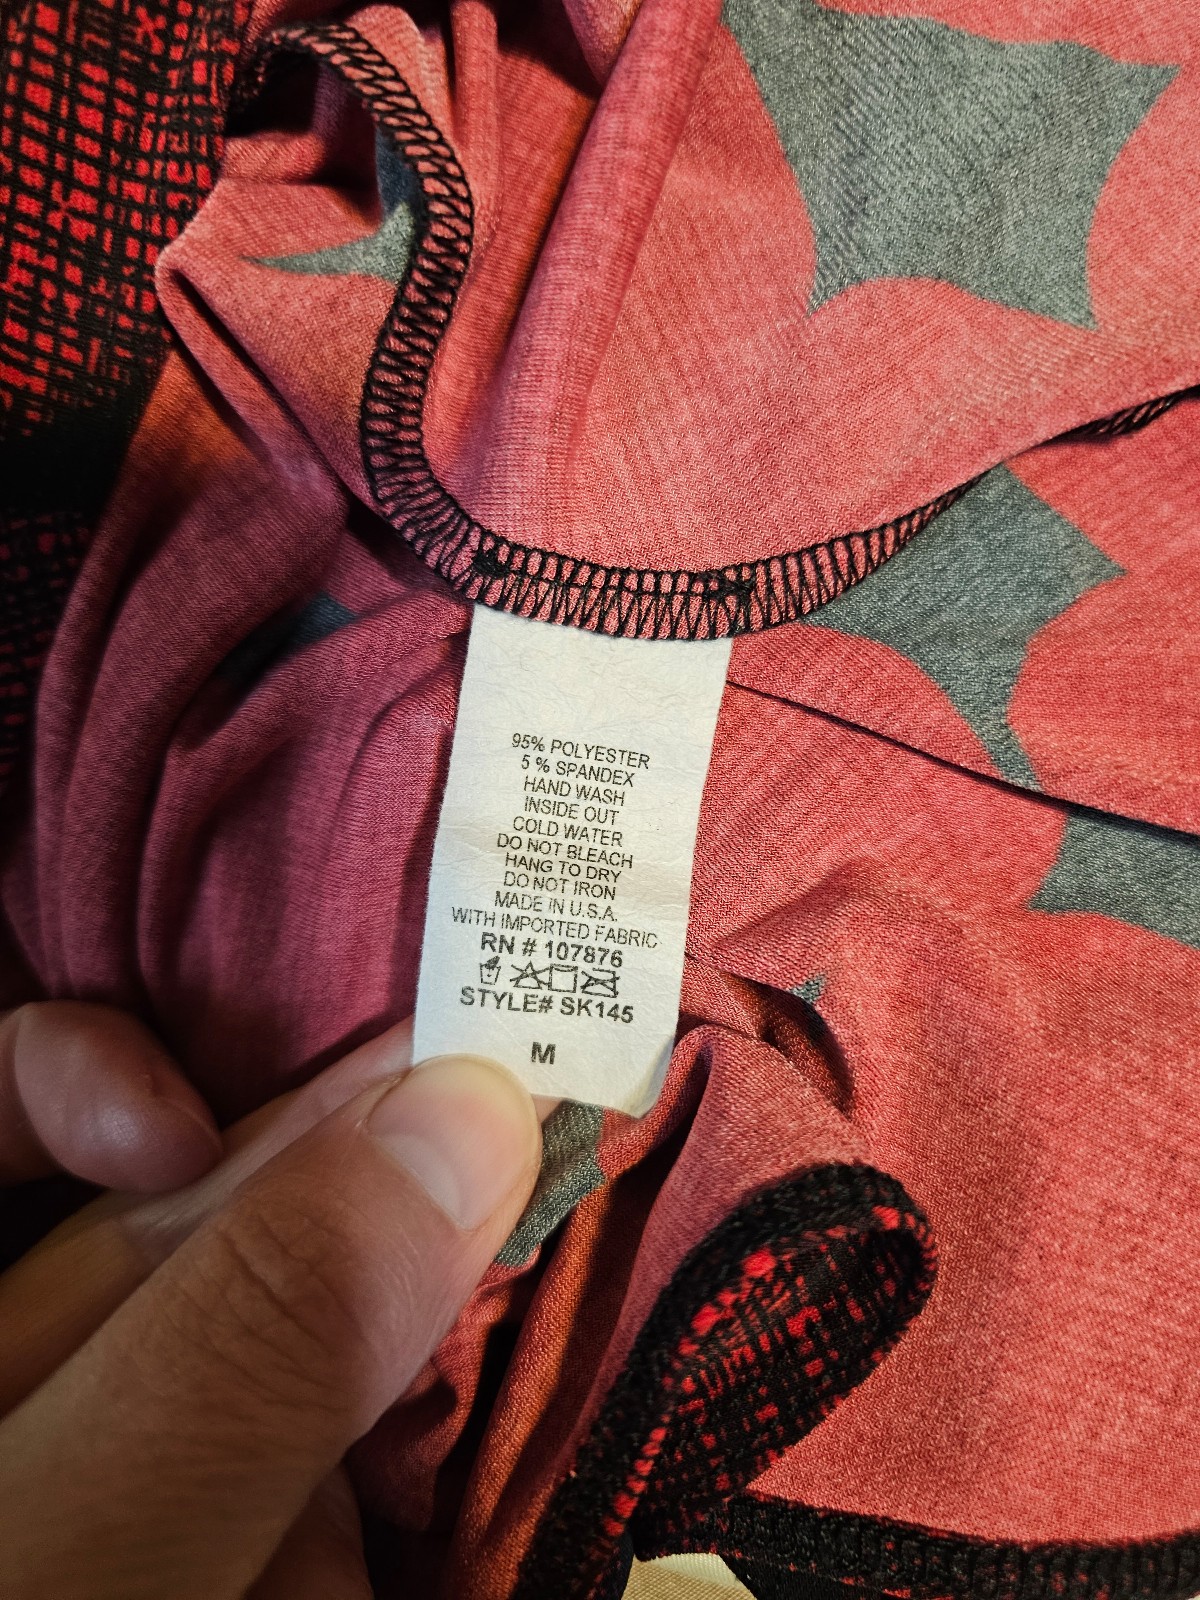 95% POLYESTER
5 % SPANDEX
HAND WASH
INSIDE OUT
COLD WATER
DO NOT BLEACH
HANG TO DRY
DO NOT IRON
MADE IN U.S.A.
WITH IMPORTED FABRIC
RN # 107876
STYLE# SK145
M